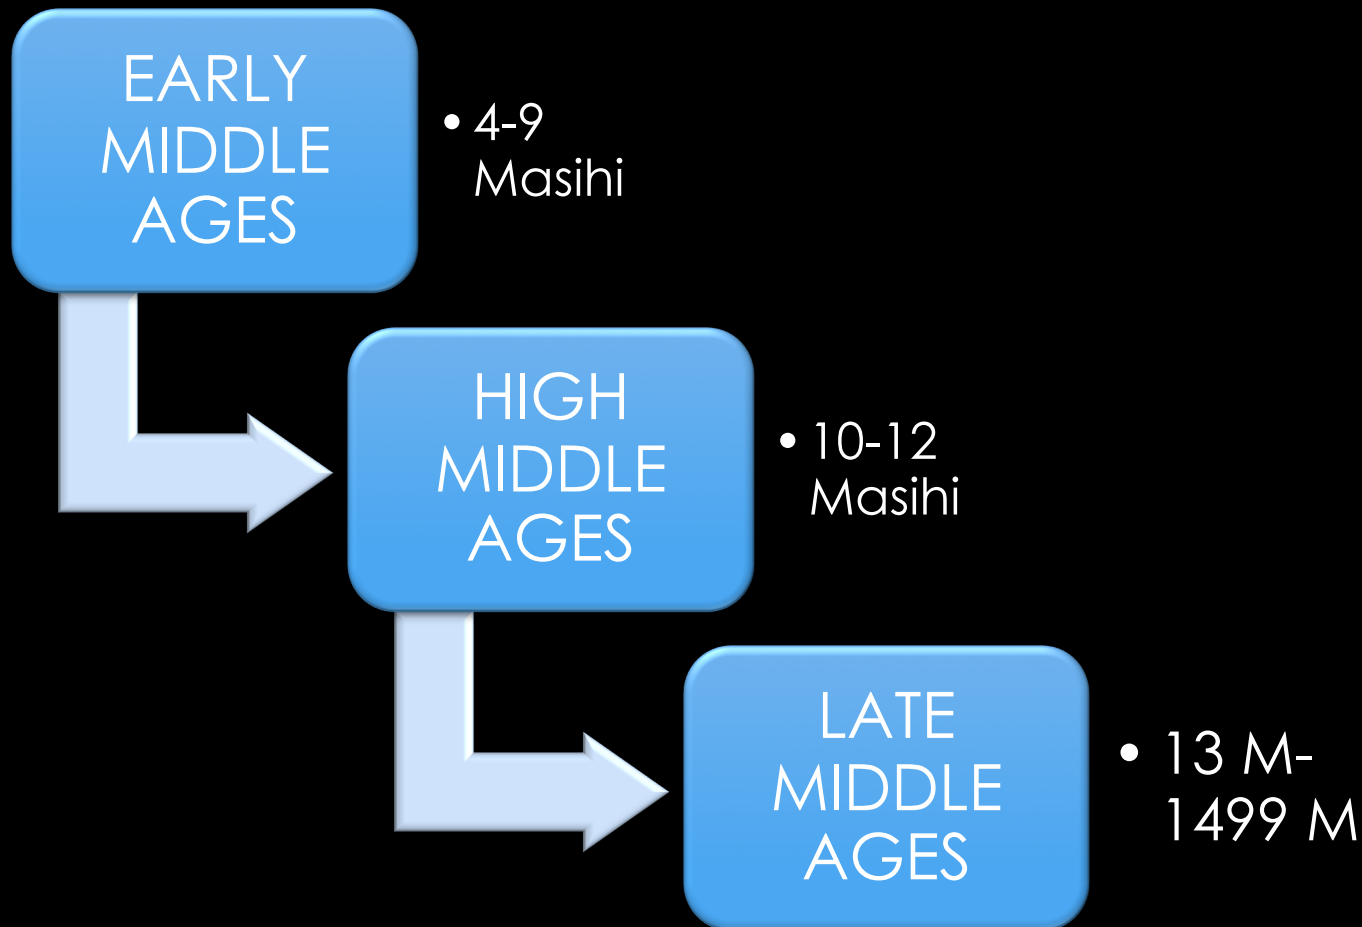 EARLY
MIDDLE
AGES
• 4-9
Masihi
HIGH
MIDDLE
AGES
• 10-12
Masihi
LATE
MIDDLE
AGES
• 13 M-
1499 M